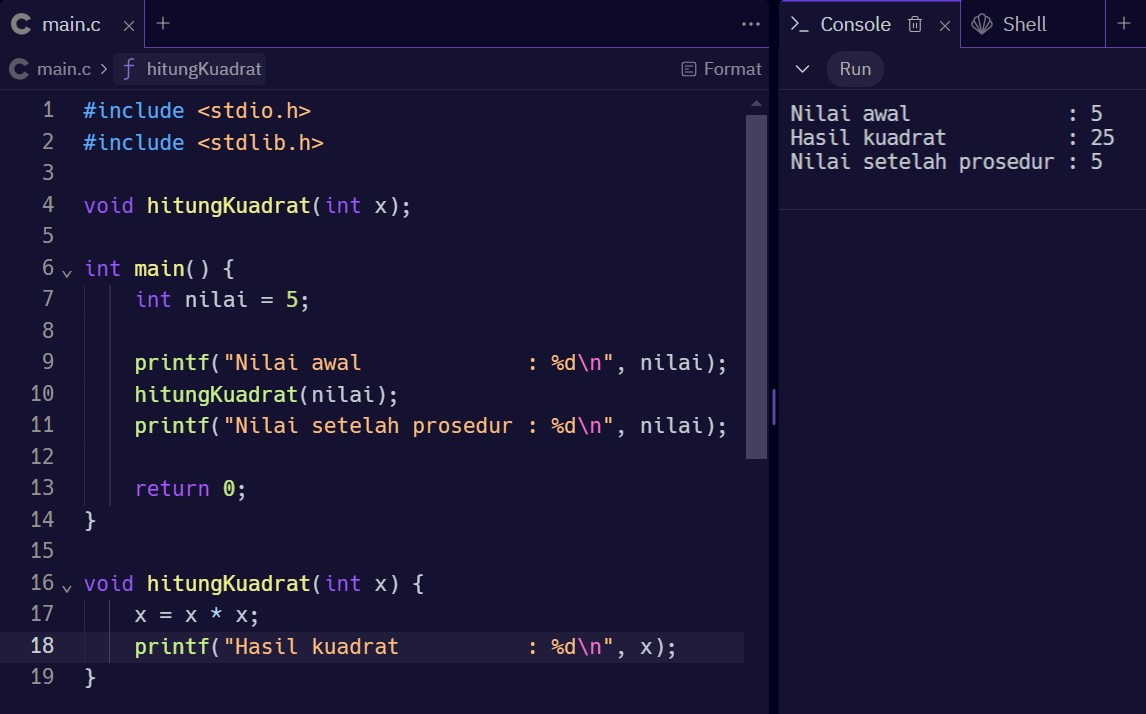 main.c
main.c > hitungKuadrat
Format
1 #include <stdio.h>
2 #include <stdlib.h>
3
4 void hitungKuadrat(int x);
5
6 int main() {
7     int nilai = 5;
8
9     printf("Nilai awal             : %d\n", nilai);
10     hitungKuadrat(nilai);
11     printf("Nilai setelah prosedur : %d\n", nilai);
12
13     return 0;
14 }
15
16 void hitungKuadrat(int x) {
17     x = x * x;
18     printf("Hasil kuadrat          : %d\n", x);
19 }
Console
Shell
Run
Nilai awal             : 5
Hasil kuadrat          : 25
Nilai setelah prosedur : 5